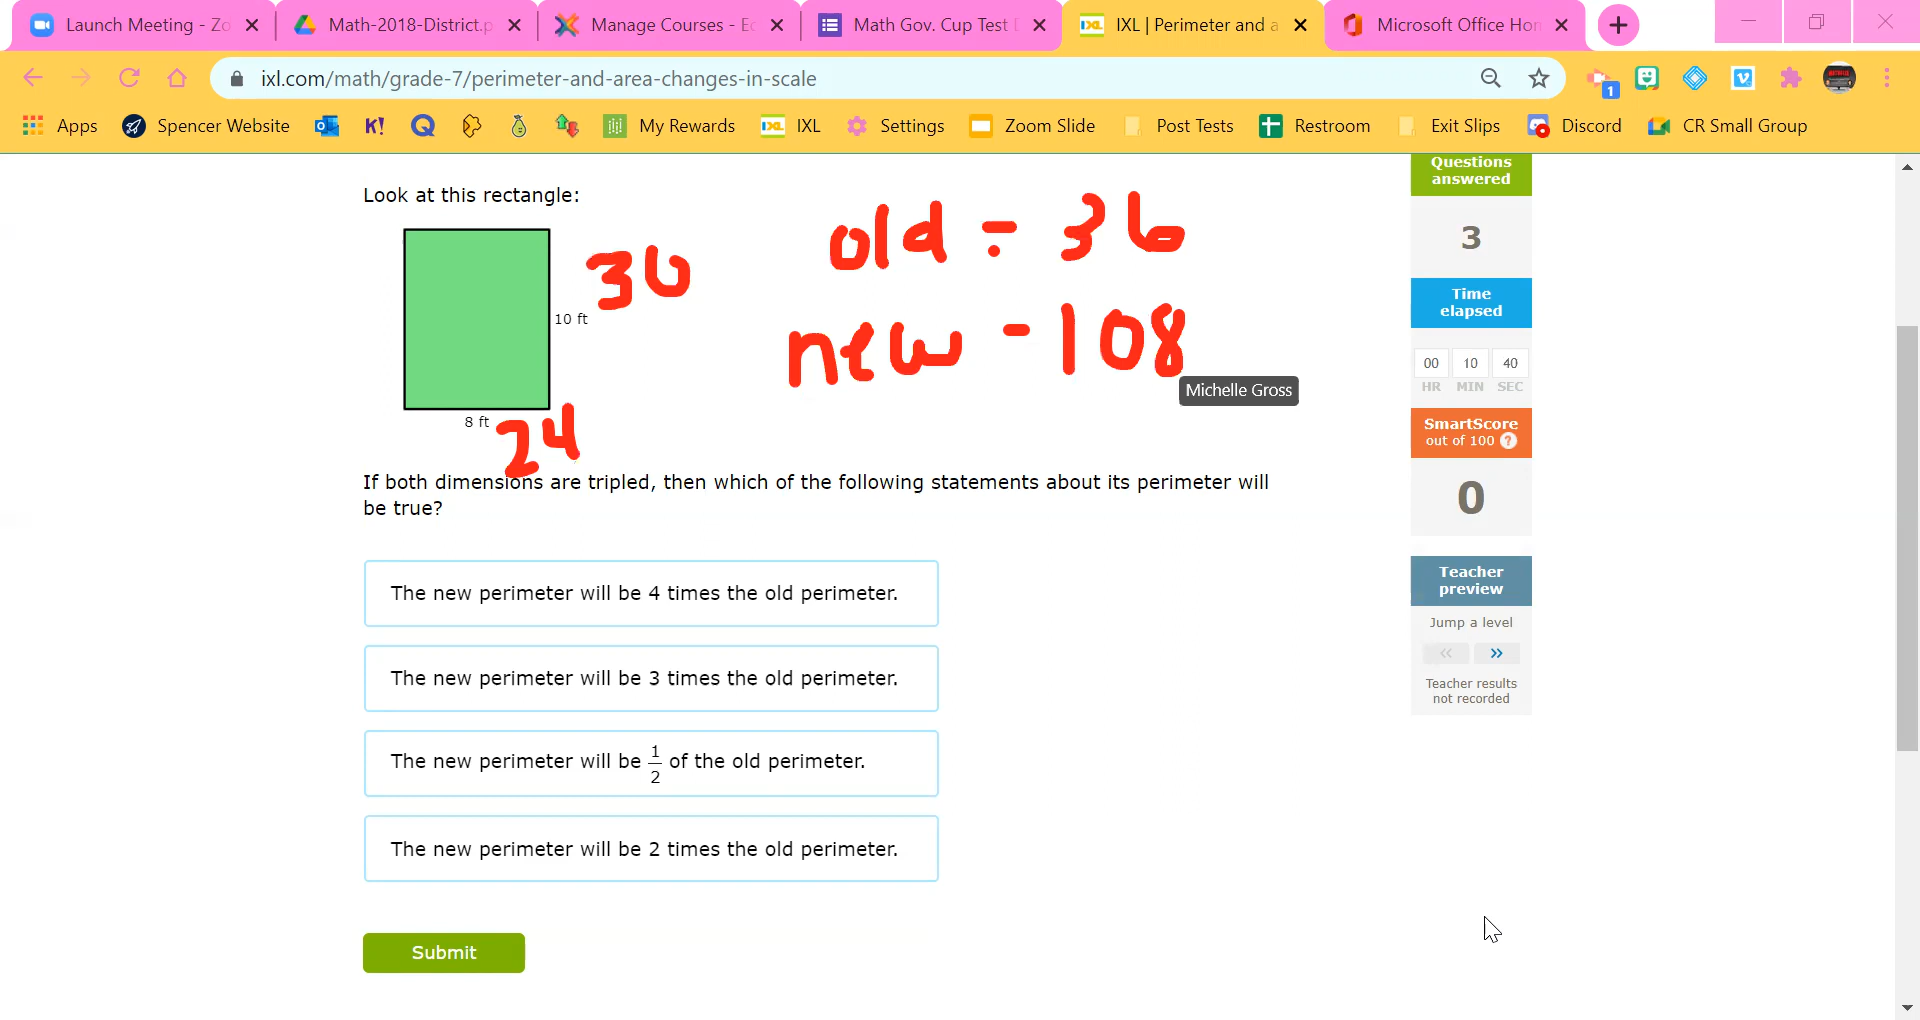 Launch Meeting - Zo
Math-2018-District.p
Manage Courses - Ec
Math Gov. Cup Test
IXL | Perimeter and a
Microsoft Office Hon
ixl.com/math/grade-7/perimeter-and-area-changes-in-scale
1
Apps
Spencer Website
K!
My Rewards
IXL
IXL
Settings
Zoom Slide
Post Tests
Restroom
Exit Slips
Discord
CR Small Group
Look at this rectangle:
10 ft
8 ft
30
24
old = 36
new - 108
Michelle Gross
If both dimensions are tripled, then which of the following statements about its perimeter will
be true?
The new perimeter will be 4 times the old perimeter.
The new perimeter will be 3 times the old perimeter.
The new perimeter will be 1/2 of the old perimeter.
The new perimeter will be 2 times the old perimeter.
Submit
Questions
answered
3
Time
elapsed
00 10 40
HR MIN SEC
SmartScore
out of 100 ?
0
Teacher
preview
Jump a level
<< >>
Teacher results
not recorded